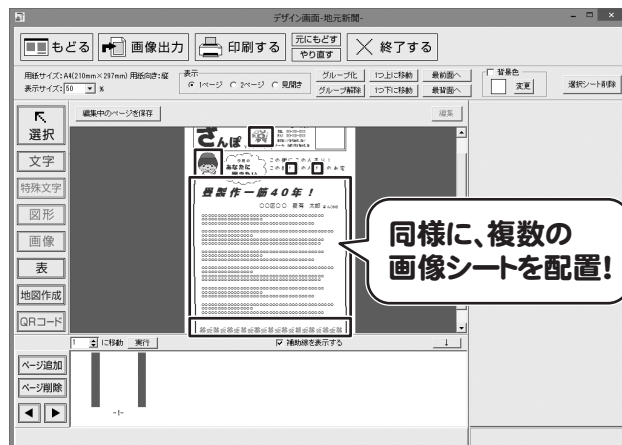 デザイン画面-地元新聞-
もどる
画像出力
印刷する
元にもどす
やり直す
終了する
用紙サイズ:A4(210mm×297mm) 用紙向き:縦
表示サイズ:50 %
表示
1ページ 2ページ 見開き
グループ化 1つ上に移動 最前面へ
グループ解除 1つ下に移動 最背面へ
背景色
変更
選択シート削除
選択
編集中のページを保存
編集
文字
特殊文字
図形
画像
表
地図作成
QRコード
さんぽ
畳製作一筋40年!
同様に、複数の
画像シートを配置!
1 に移動 実行
補助線を表示する
↓
ページ追加
ページ削除
-1-